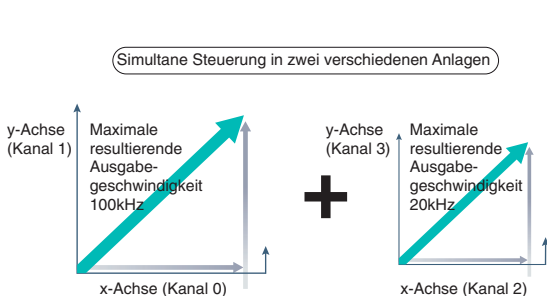 Simultane Steuerung in zwei verschiedenen Anlagen
y-Achse
(Kanal 1)
Maximale
resultierende
Ausgabe-
geschwindigkeit
100kHz
x-Achse (Kanal 0)
+
y-Achse
(Kanal 3)
Maximale
resultierende
Ausgabe-
geschwindigkeit
20kHz
x-Achse (Kanal 2)